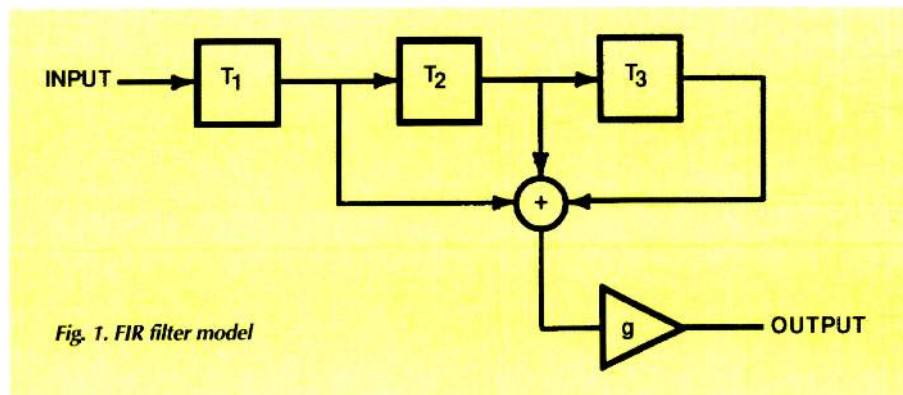 INPUT
T1
T2
T3
+
g
OUTPUT
Fig. 1. FIR filter model